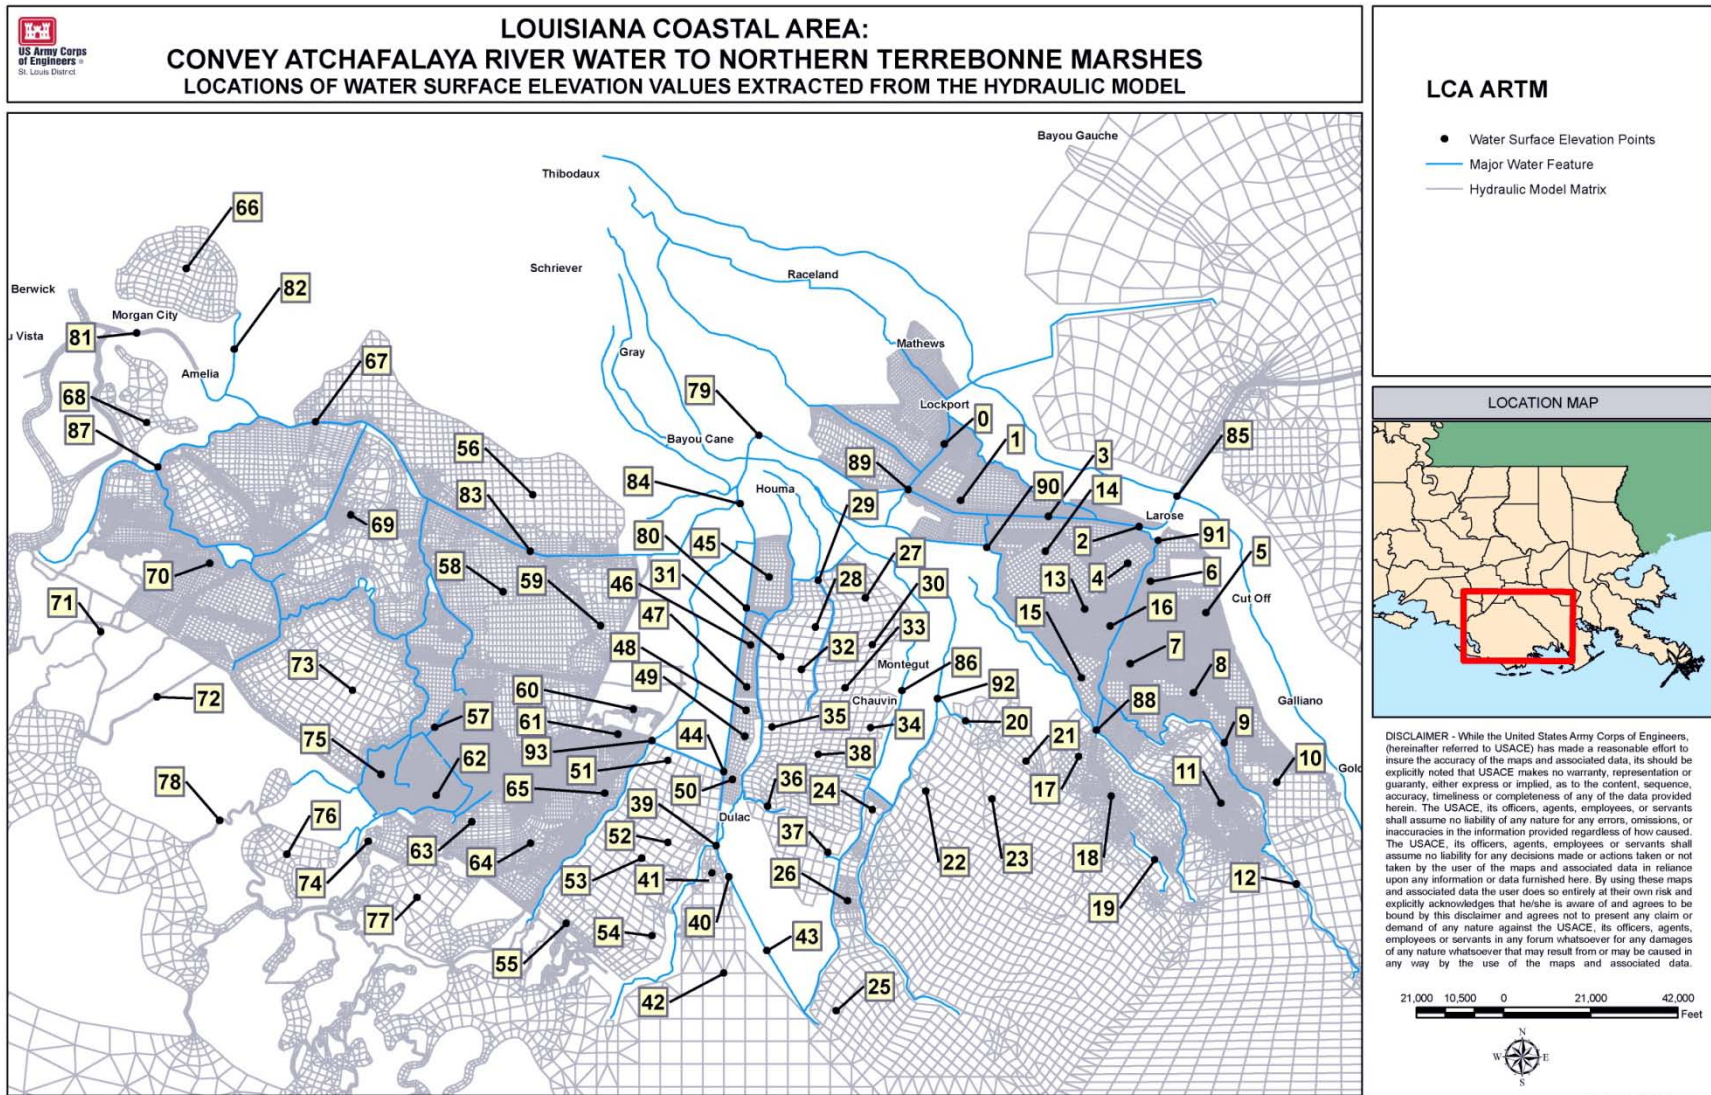 US Army Corps
of Engineers ®
St. Louis District
LOUISIANA COASTAL AREA:
CONVEY ATCHAFALAYA RIVER WATER TO NORTHERN TERREBONNE MARSHES
LOCATIONS OF WATER SURFACE ELEVATION VALUES EXTRACTED FROM THE HYDRAULIC MODEL
LCA ARTM
Water Surface Elevation Points
Major Water Feature
Hydraulic Model Matrix
Bayou Gauche
Thibodaux
66
Schriever
Raceland
82
Berwick
Morgan City
81
u Vista
Mathews
Gray
67
Amelia
68
79
Lockport
87
Bayou Cane
0
1
56
85
3
89
90
14
83
84
Houma
29
69
Larose
2
91
80
45
27
5
70
58
59
46
31
28
30
13
4
6
71
47
15
16
Cut Off
33
48
32
7
73
Montegut
86
8
49
92
72
60
Chauvin
88
Galliano
57
61
35
34
20
9
75
93
44
38
21
10
62
Gold
78
51
36
11
65
50
24
17
76
39
Dulac
52
37
63
22
23
18
74
64
53
41
26
12
77
19
40
54
43
55
25
42
LOCATION MAP
DISCLAIMER - While the United States Army Corps of Engineers,
(hereinafter referred to USACE) has made a reasonable effort to
insure the accuracy of the maps and associated data, its should be
explicitly noted that USACE makes no warranty, representation or
guaranty, either express or implied, as to the content, sequence,
accuracy, timeliness or completeness of any of the data provided
herein. The USACE, its officers, agents, employees, or servants
shall assume no liability of any nature for any errors, omissions, or
inaccuracies in the information provided regardless of how caused.
The USACE, its officers, agents, employees or servants shall
assume no liability for any decisions made or actions taken or not
taken by the user of the maps and associated data in reliance
upon any information or data furnished here. By using these maps
and associated data the user does so entirely at their own risk and
explicitly acknowledges that he/she is aware of and agrees to be
bound by this disclaimer and agrees not to present any claim or
demand of any nature against the USACE, its officers, agents,
employees or servants in any forum whatsoever for any damages
of any nature whatsoever that may result from or may be caused in
any way by the use of the maps and associated data.
21,000 10,500 0 21,000 42,000
Feet
N
W E
S